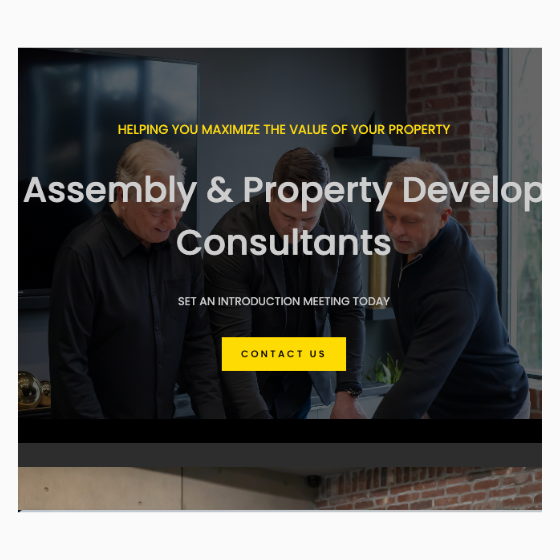 HELPING YOU MAXIMIZE THE VALUE OF YOUR PROPERTY
Assembly & Property Develop
Consultants
SET AN INTRODUCTION MEETING TODAY
CONTACT US